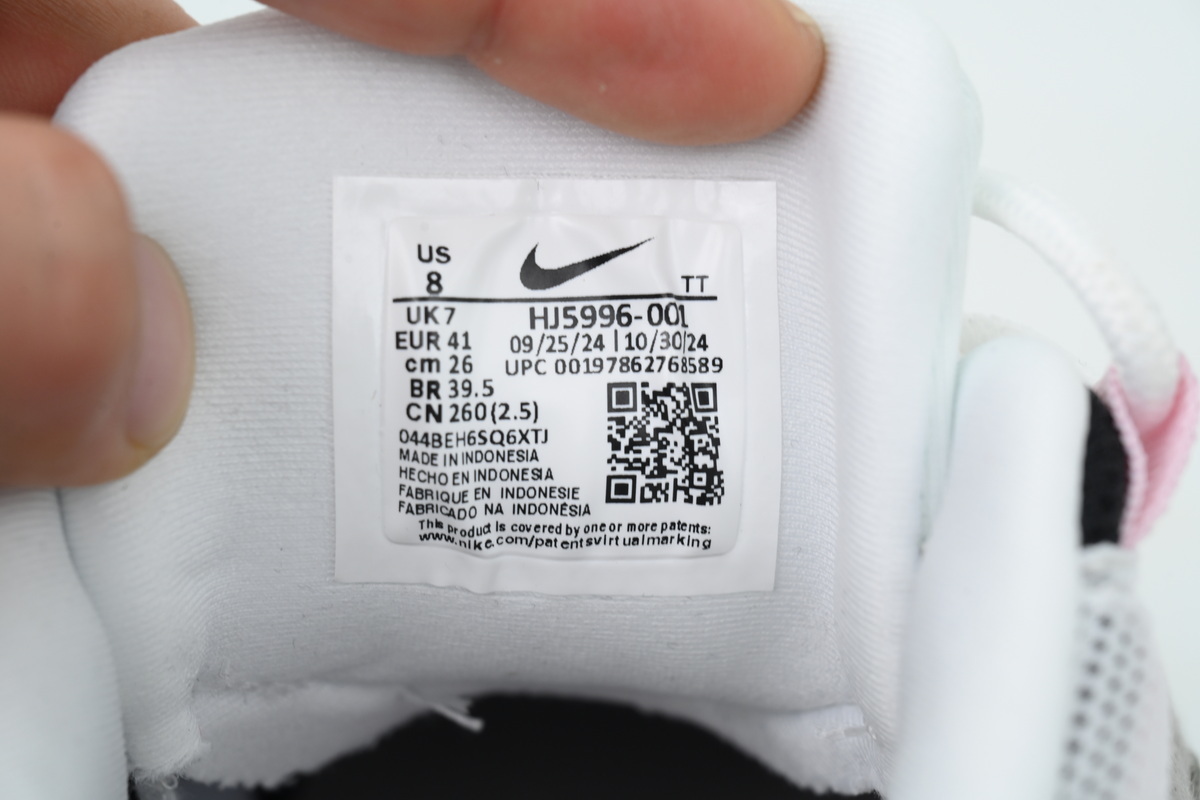 US
8
TT
UK 7
HJ5996-001
EUR 41
09/25/24 | 10/30/24
cm 26
UPC 00197862768589
BR 39.5
CN 260(2.5)
044BEH6SQ6XTJ
MADE IN INDONESIA
HECHO EN INDONESIA
FABRIQUE EN INDONESIE
FABRICADO NA INDONÉSIA
This product is covered by one or more patents:
www.nike.com/patentsvirtualmarking